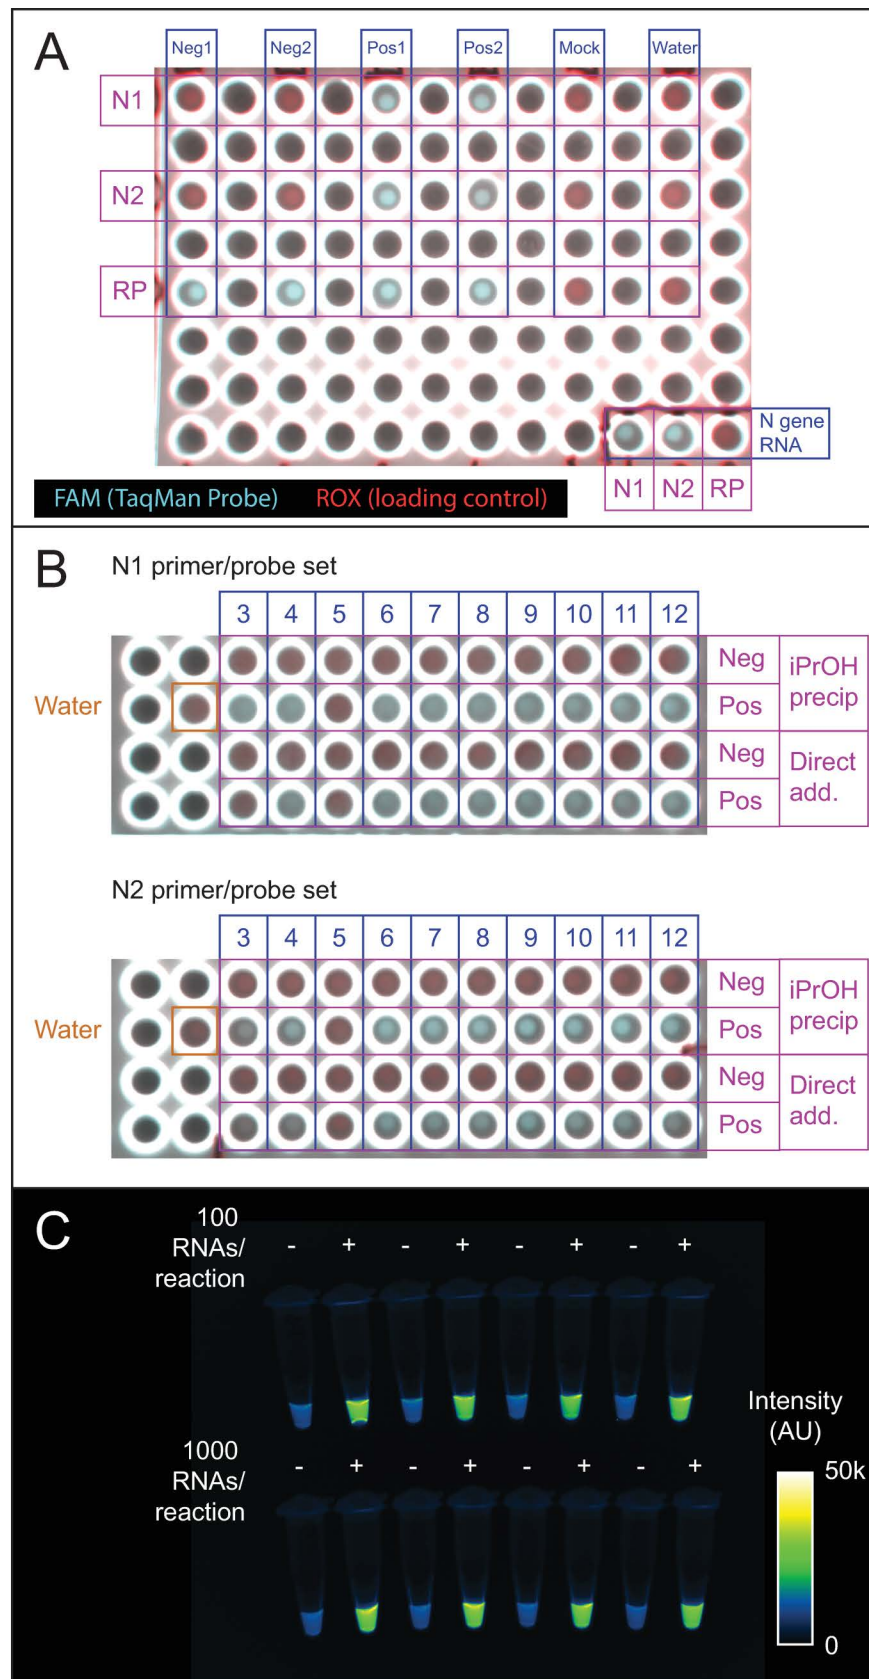 A
Neg1 Neg2 Pos1 Pos2 Mock Water
N1
N2
RP
N gene
RNA
N1 N2 RP
FAM (TaqMan Probe) ROX (loading control)
B
N1 primer/probe set
3 4 5 6 7 8 9 10 11 12
Neg
iPrOH
precip
Water
Pos
Neg
Direct
add.
Pos
N2 primer/probe set
3 4 5 6 7 8 9 10 11 12
Neg
iPrOH
precip
Water
Pos
Neg
Direct
add.
Pos
C
100
RNAs/
reaction
- + - + - + - +
1000
RNAs/
reaction
- + - + - + - +
Intensity
(AU)
50k
0